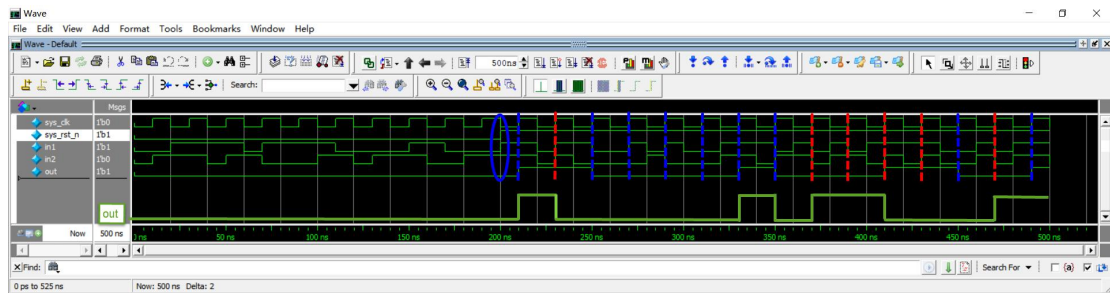 Wave
File Edit View Add Format Tools Bookmarks Window Help
Wave - Default
500 ns
Search:
Msgs
sys_clk 1'b0
sys_rst_n 1'b1
in1 1'b1
in2 1'b0
out 1'b1
out
Now 500 ns
50 ns 100 ns 150 ns 200 ns 250 ns 300 ns 350 ns 400 ns 450 ns 500 ns
Find: Search For (a)
0 ps to 525 ns Now: 500 ns Delta: 2